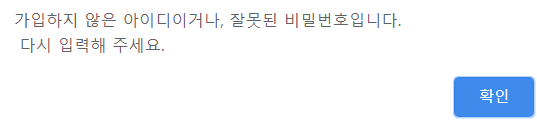 가입하지 않은 아이디이거나, 잘못된 비밀번호입니다.
다시 입력해 주세요.
확인